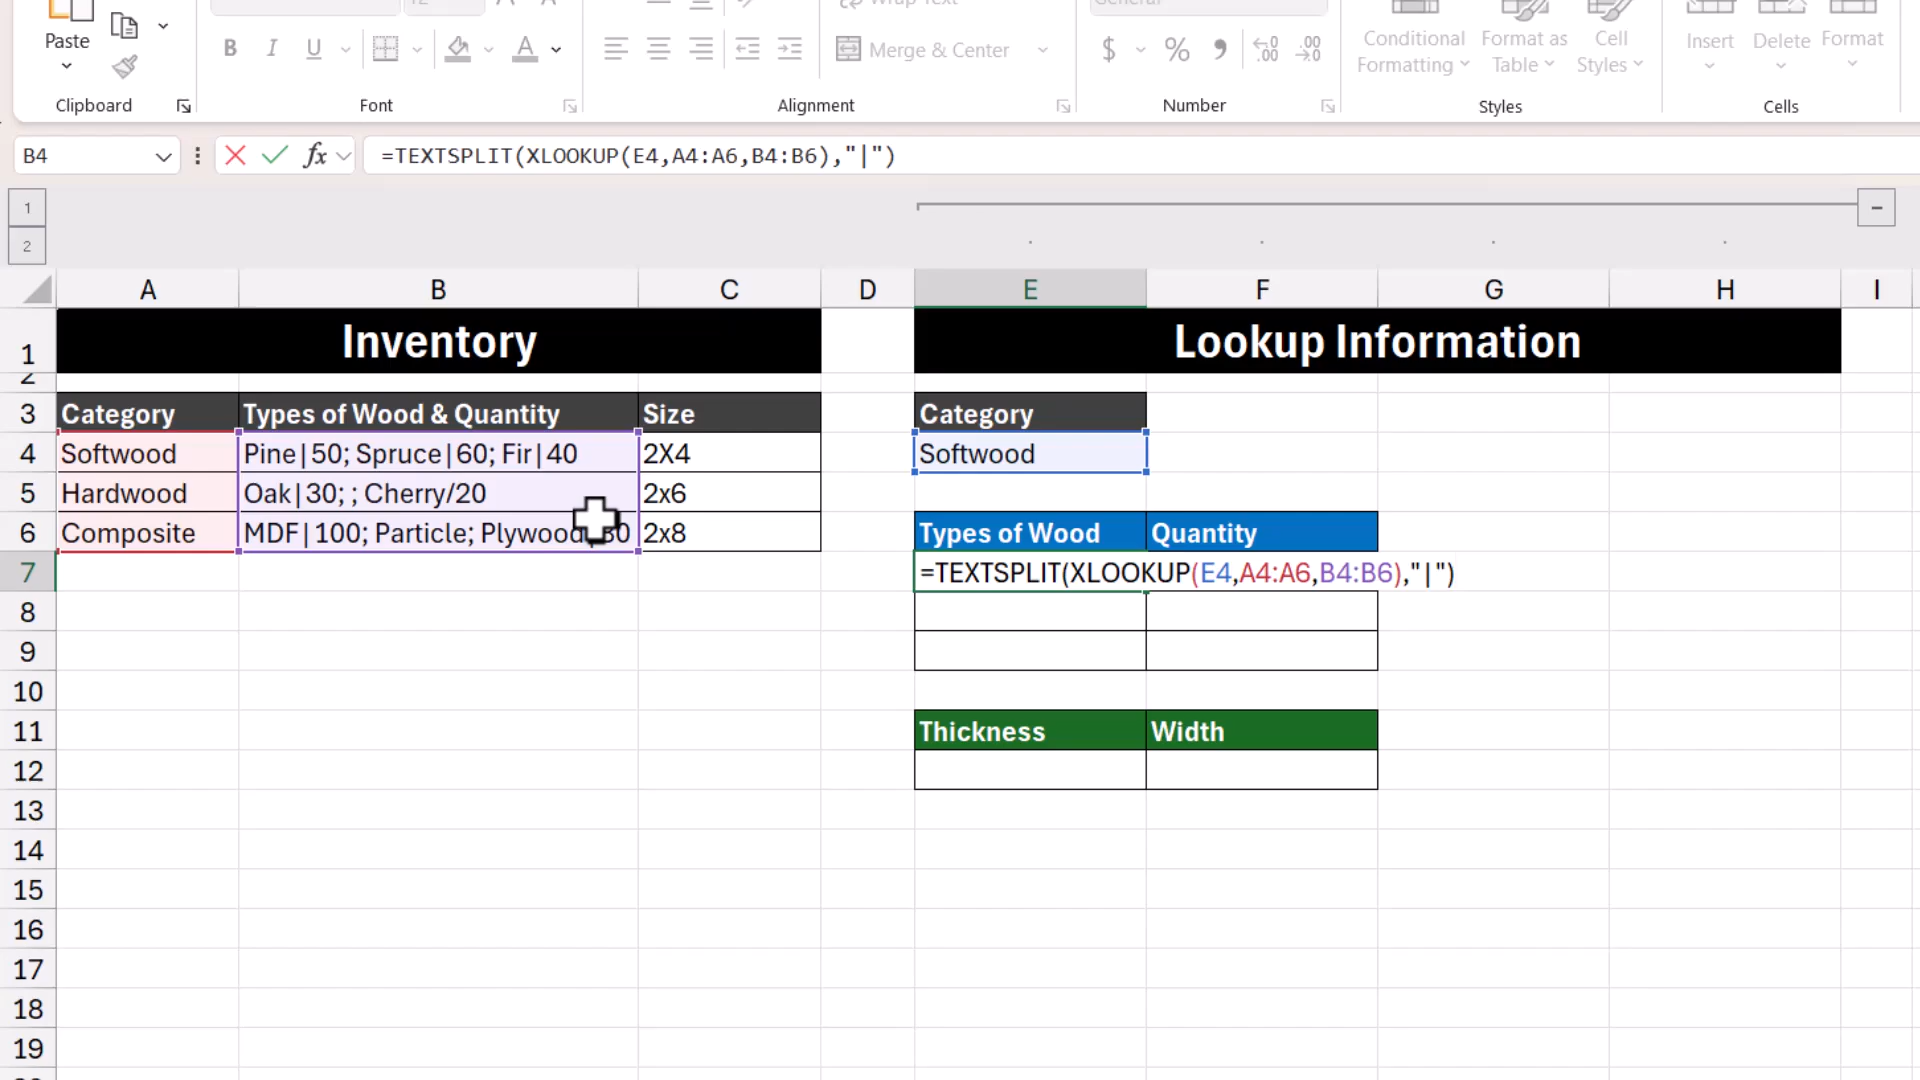 12
Wrap Text
General
Paste
B I U
A
Merge & Center
$ % 9
Conditional Formatting
Format as Table
Cell Styles
Insert
Delete
Format
Clipboard
Font
Alignment
Number
Styles
Cells
B4
fx
=TEXTSPLIT(XLOOKUP(E4,A4:A6,B4:B6),"|")
1
2
A B C D E F G H I
1 Inventory Lookup Information
2
3 Category Types of Wood & Quantity Size Category
4 Softwood Pine|50; Spruce|60; Fir|40 2X4 Softwood
5 Hardwood Oak|30; ; Cherry/20 2x6
6 Composite MDF|100; Particle; Plywood 2x8 Types of Wood Quantity
7 =TEXTSPLIT(XLOOKUP(E4,A4:A6,B4:B6),"|")
8
9
10
11 Thickness Width
12
13
14
15
16
17
18
19